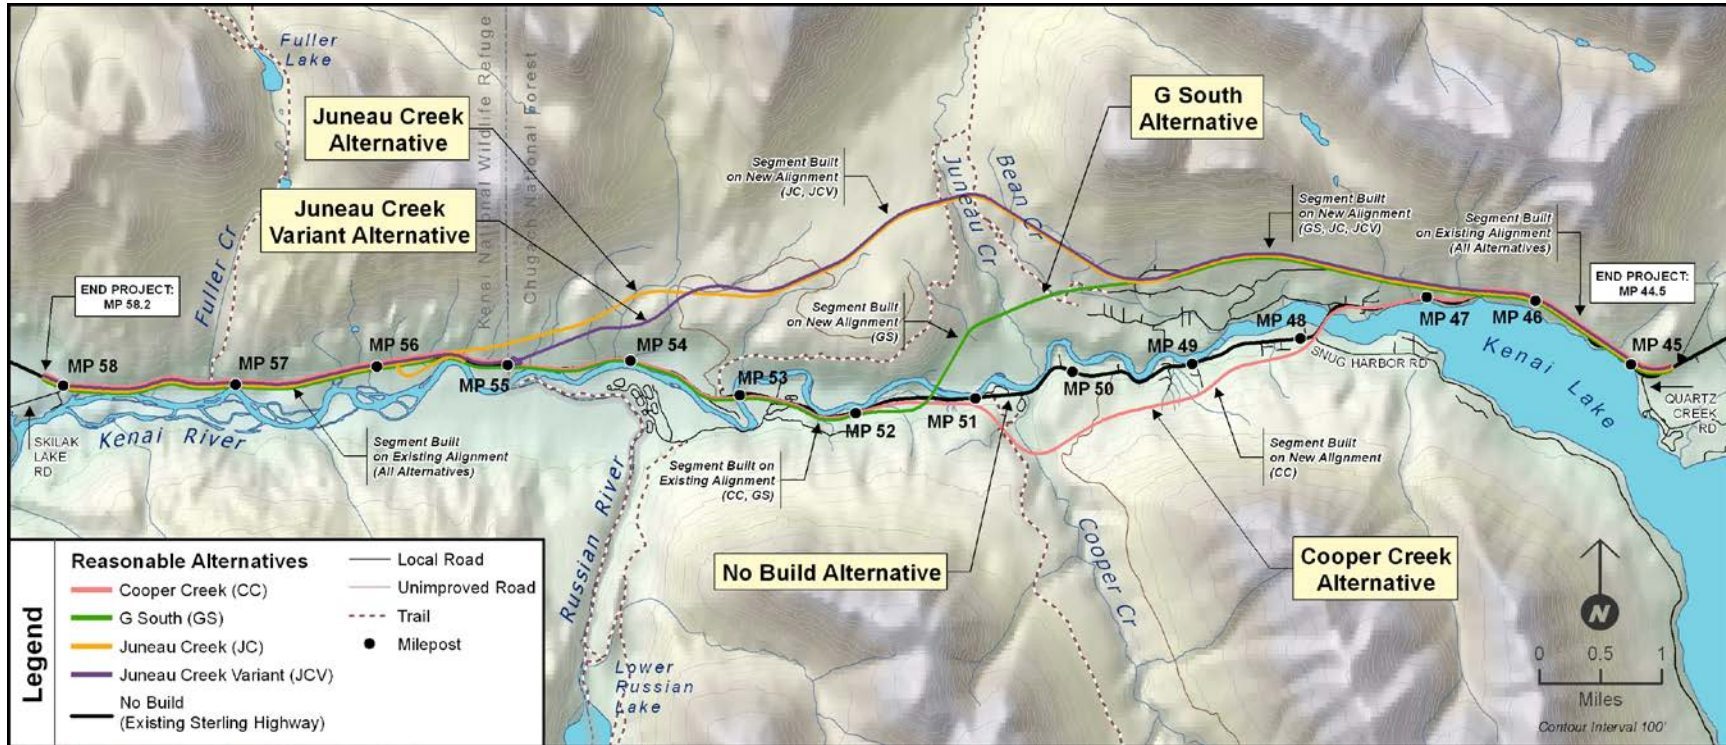 Fuller
Lake
Kenai National Wildlife Refuge
Chugach National Forest
Juneau Creek
Alternative
Juneau Creek
Variant Alternative
G South
Alternative
Segment Built
on New Alignment
(JC, JCV)
Juneau Cr
Bean Cr
Segment Built
on New Alignment
(GS, JC, JCV)
Segment Built
on Existing Alignment
(All Alternatives)
Fuller Cr
END PROJECT:
MP 58.2
END PROJECT:
MP 44.5
Segment Built
on New Alignment
(GS)
MP 58
MP 57
MP 56
MP 55
MP 54
MP 53
MP 52
MP 51
MP 50
MP 49
MP 48
MP 47
MP 46
MP 45
SNUG HARBOR RD
Kenai Lake
QUARTZ
CREEK
RD
SKILAK
LAKE
RD
Kenai River
Segment Built
on Existing Alignment
(All Alternatives)
Segment Built on
Existing Alignment
(CC, GS)
Segment Built
on New Alignment
(CC)
Russian River
No Build Alternative
Cooper Cr
Cooper Creek
Alternative
Lower
Russian
Lake
Legend
Reasonable Alternatives
Cooper Creek (CC)
G South (GS)
Juneau Creek (JC)
Juneau Creek Variant (JCV)
No Build
(Existing Sterling Highway)
Local Road
Unimproved Road
Trail
Milepost
N
0 0.5 1
Miles
Contour Interval 100'